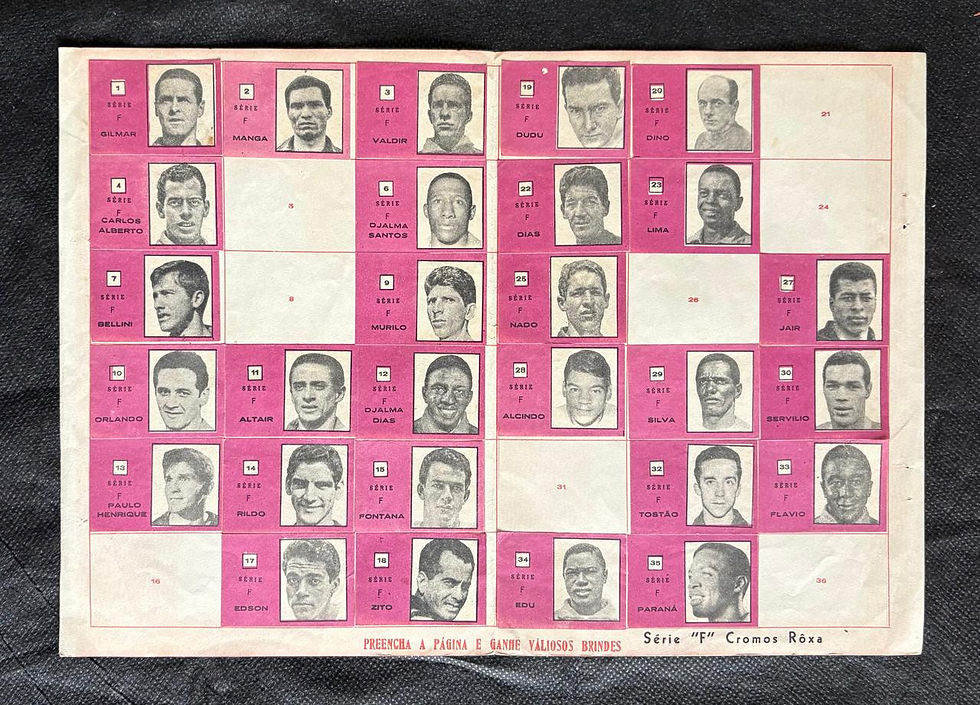 1
SÉRIE
F
GILMAR
2
SÉRIE
F
MANGA
3
SÉRIE
F
VALDIR
19
SÉRIE
F
DUDU
20
SÉRIE
F
DINO
21
4
SÉRIE
F
CARLOS
ALBERTO
5
6
SÉRIE
F
DJALMA
SANTOS
22
SÉRIE
F
DIAS
23
SÉRIE
F
LIMA
24
7
SÉRIE
F
BELLINI
8
9
SÉRIE
F
MURILO
25
SÉRIE
F
NADO
26
27
SÉRIE
F
JAIR
10
SÉRIE
F
ORLANDO
11
SÉRIE
F
ALTAIR
12
SÉRIE
F
DJALMA
DIAS
28
SÉRIE
F
ALCINDO
29
SÉRIE
F
SILVA
30
SÉRIE
F
SERVILIO
13
SÉRIE
F
PAULO
HENRIQUE
14
SÉRIE
F
RILDO
15
SÉRIE
F
FONTANA
31
32
SÉRIE
F
TOSTÃO
33
SÉRIE
F
FLAVIO
16
17
SÉRIE
F
EDSON
18
SÉRIE
F
ZITO
34
SÉRIE
F
EDU
35
SÉRIE
F
PARANÁ
36
PREENCHA A PÁGINA E GANHE VÁLIOSOS BRINDES
Série "F" Cromos Rôxa